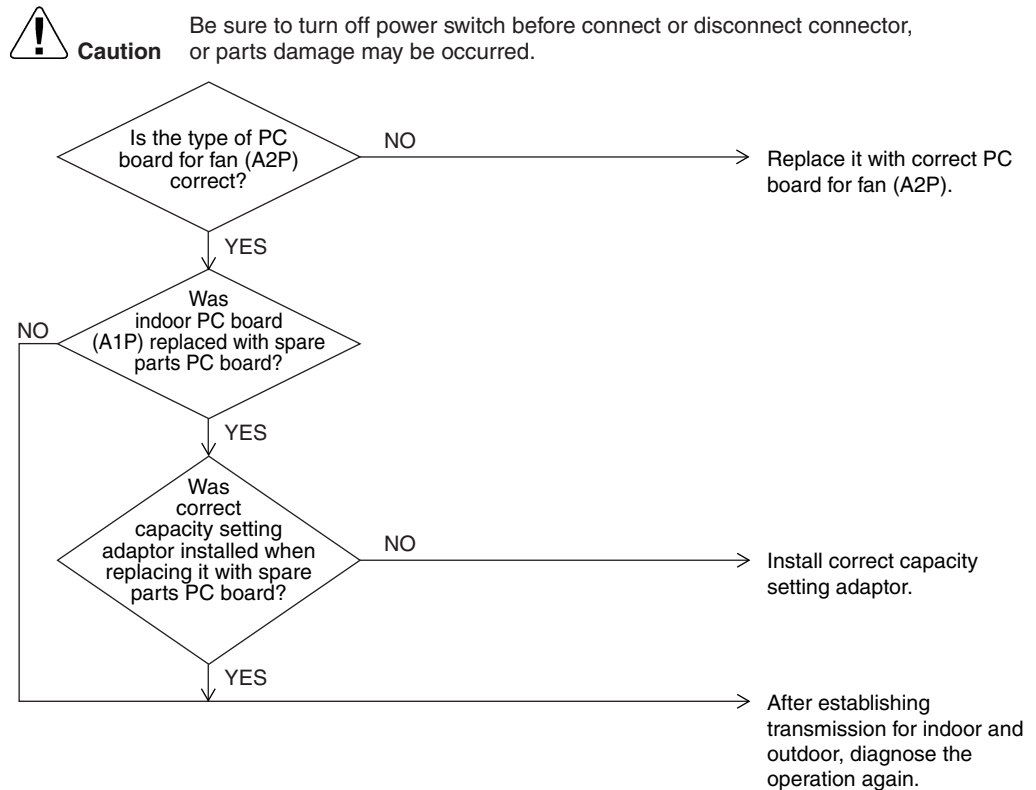 Be sure to turn off power switch before connect or disconnect connector,
Caution or parts damage may be occurred.
Is the type of PC
board for fan (A2P)
correct?
NO
Replace it with correct PC
board for fan (A2P).
YES
Was
indoor PC board
(A1P) replaced with spare
parts PC board?
NO
YES
Was
correct
capacity setting
adaptor installed when
replacing it with spare
parts PC board?
NO
Install correct capacity
setting adaptor.
YES
After establishing
transmission for indoor and
outdoor, diagnose the
operation again.